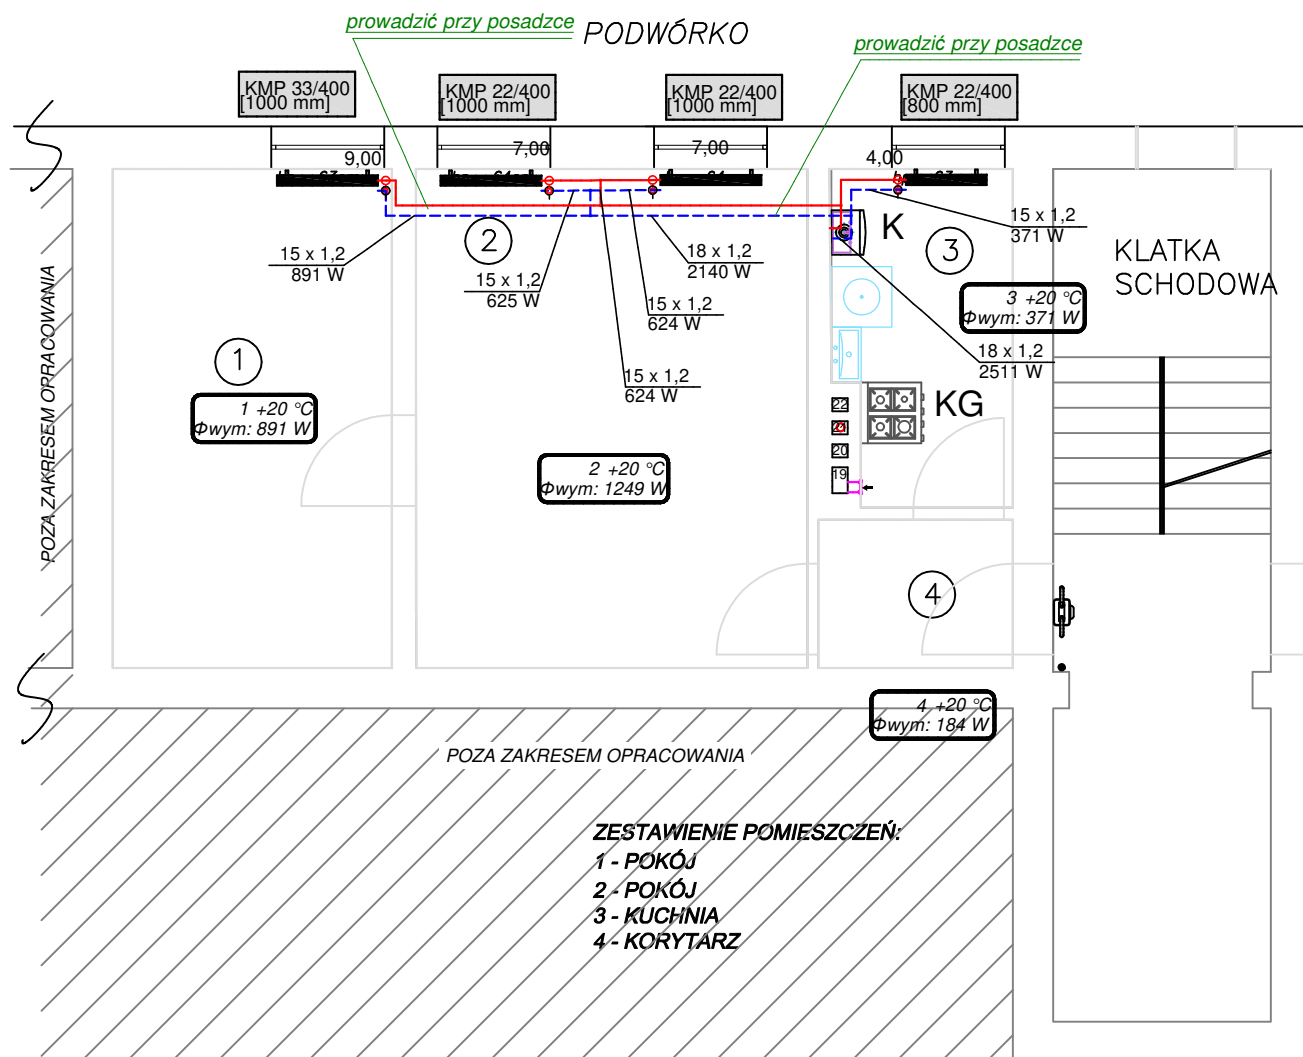 prowadzić przy posadzce
PODWÓRKO
prowadzić przy posadzce
KMP 33/400
[1000 mm]
KMP 22/400
[1000 mm]
KMP 22/400
[1000 mm]
KMP 22/400
[800 mm]
9,00
7,00
7,00
4,00
15 x 1,2
891 W
2
15 x 1,2
625 W
18 x 1,2
2140 W
15 x 1,2
624 W
15 x 1,2
624 W
K
3
15 x 1,2
371 W
KLATKA
SCHODOWA
3 +20 °C
Φwym: 371 W
18 x 1,2
2511 W
POZA ZAKRESEM OPRACOWANIA
1
1 +20 °C
Φwym: 891 W
2 +20 °C
Φwym: 1249 W
KG
22
20
19
4
4 +20 °C
Φwym: 184 W
POZA ZAKRESEM OPRACOWANIA
ZESTAWIENIE POMIESZCZEŃ:
1 - POKÓJ
2 - POKÓJ
3 - KUCHNIA
4 - KORYTARZ